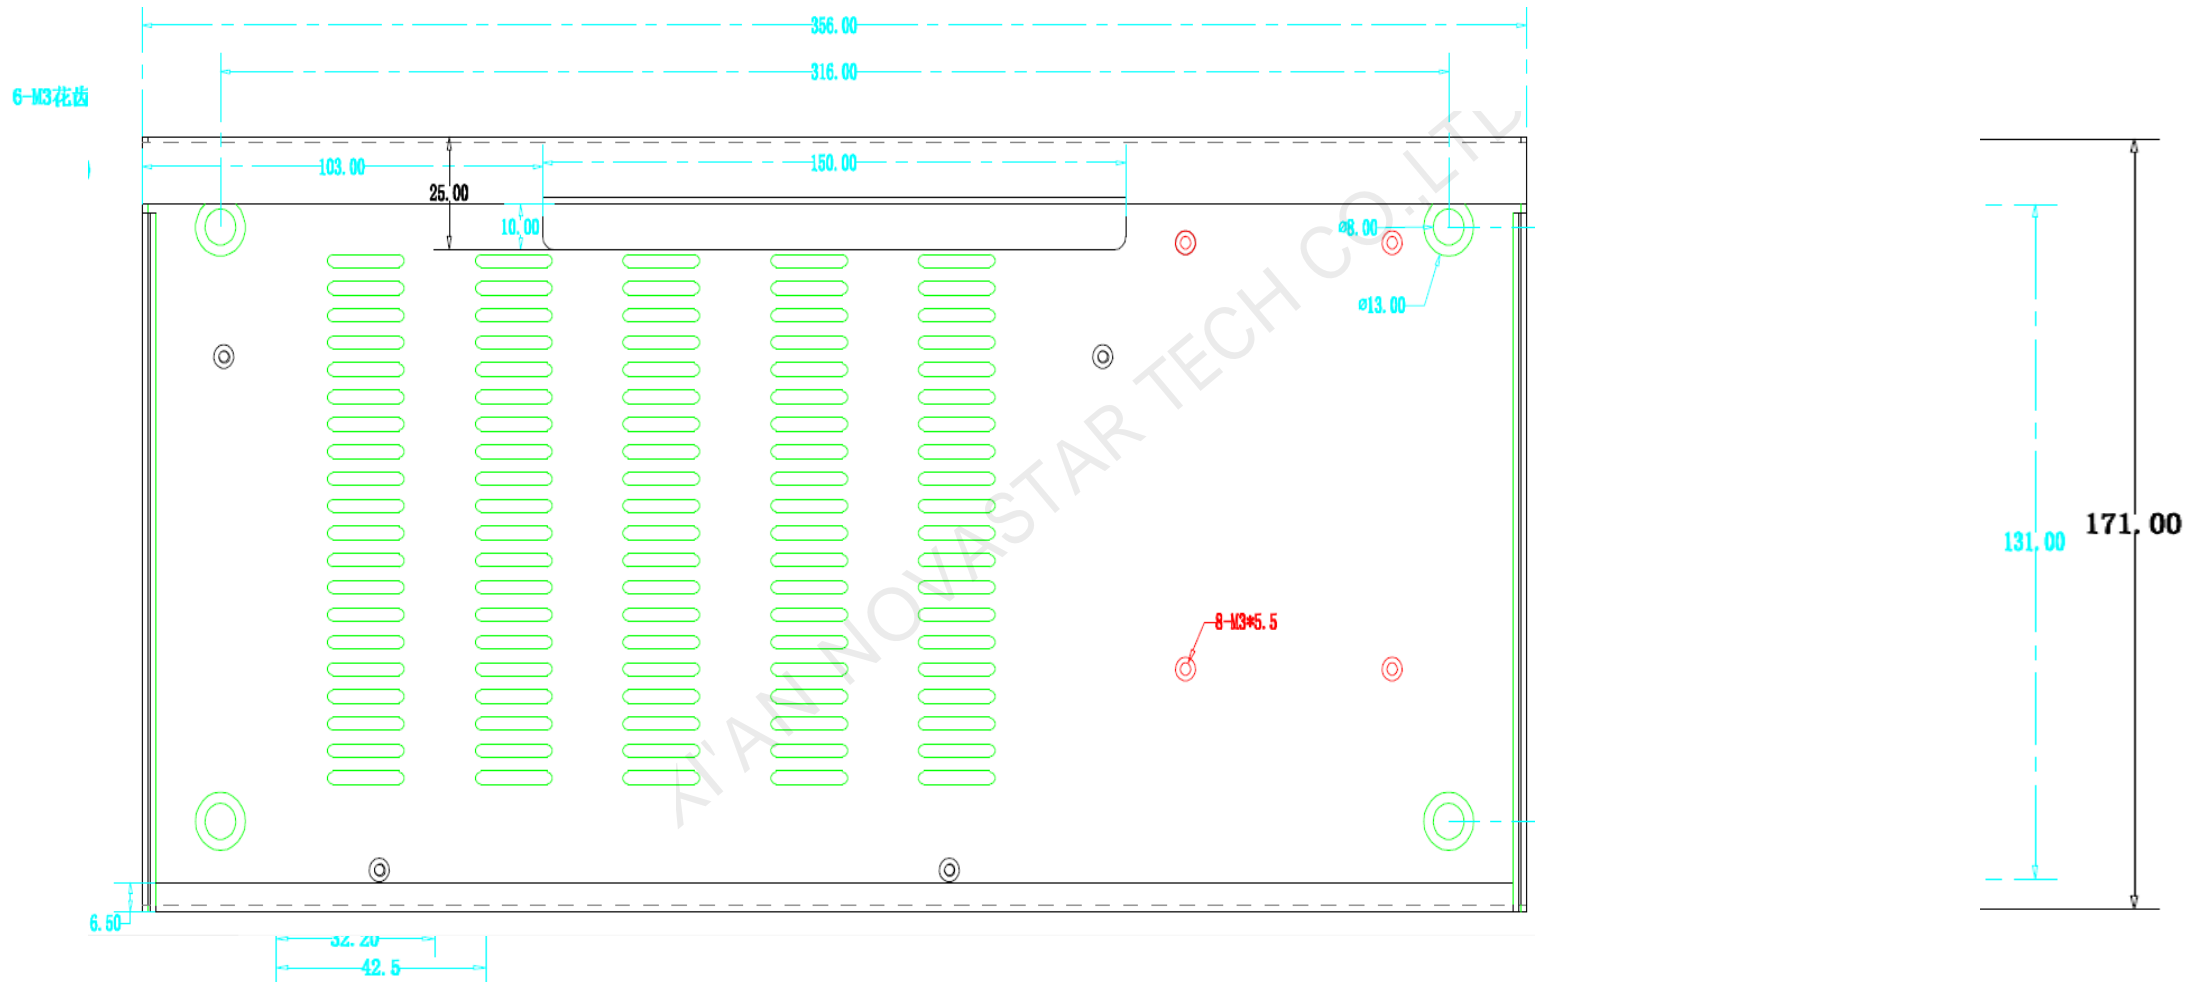 356.00
316.00
6-M3花齿
103.00
150.00
25.00
10.00
ø8.00
ø13.00
8-M3*5.5
131.00
171.00
6.50
32.20
42.5
XI'AN NOVASTAR TECH CO.,LTD